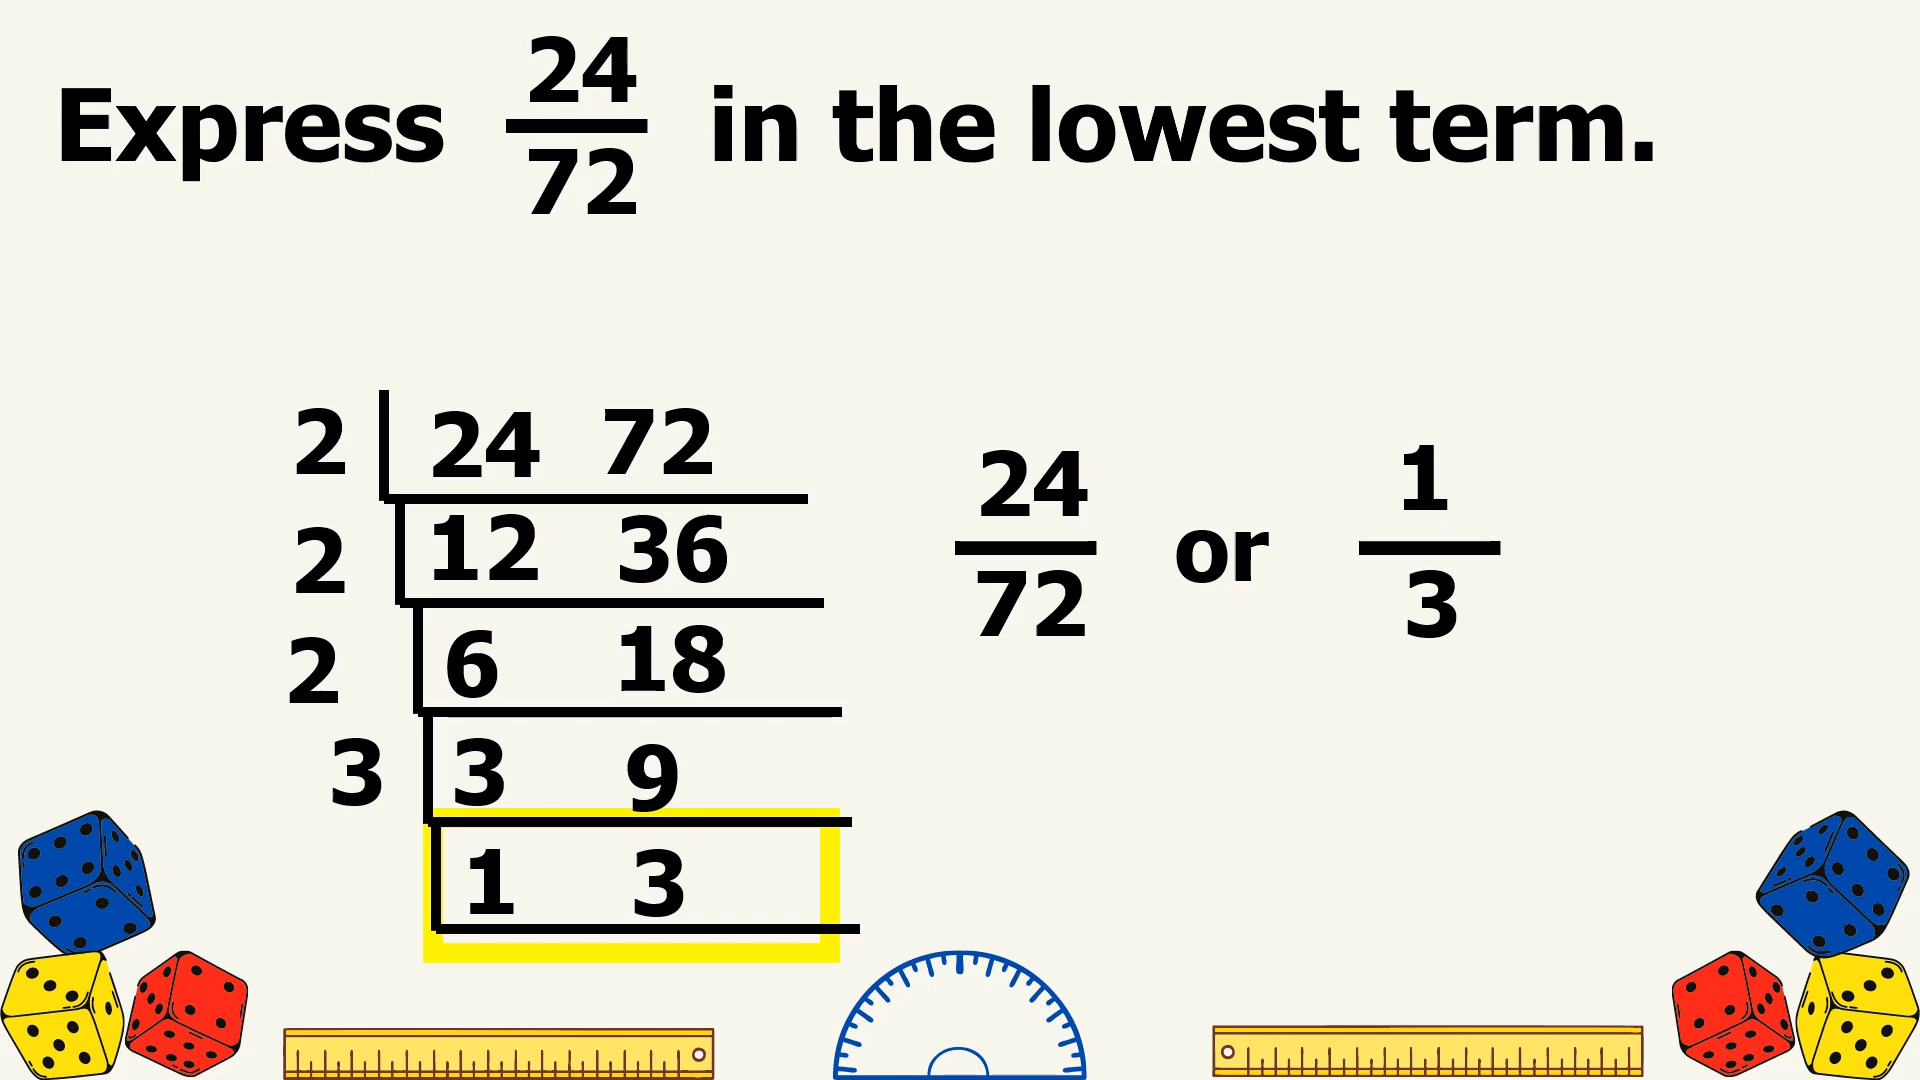 Express 24/72 in the lowest term.
2 24 72
2 12 36
2 6 18
3 3 9
1 3
24/72 or 1/3